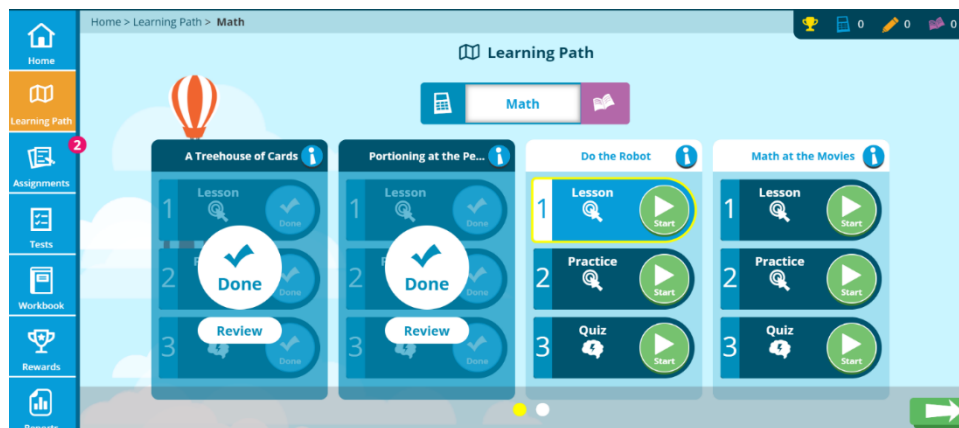 Home > Learning Path > Math
0
0
0
Home
Learning Path
2
Assignments
Tests
Workbook
Rewards
Reports
Learning Path
Math
A Treehouse of Cards
1
Lesson
Done
2
Done
Done
Review
3
Done
Portioning at the Pe...
1
Lesson
Done
2
Done
Done
Review
3
Done
Do the Robot
1
Lesson
Start
2
Practice
Start
3
Quiz
Start
Math at the Movies
1
Lesson
Start
2
Practice
Start
3
Quiz
Start